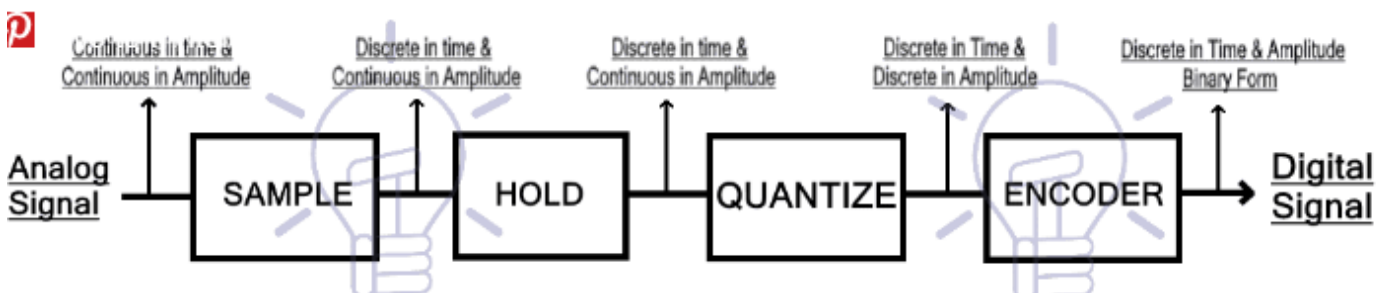 Continuous in time &
Continuous in Amplitude
Discrete in time &
Continuous in Amplitude
Discrete in time &
Continuous in Amplitude
Discrete in Time &
Discrete in Amplitude
Discrete in Time & Amplitude
Binary Form
Analog
Signal
SAMPLE
HOLD
QUANTIZE
ENCODER
Digital
Signal